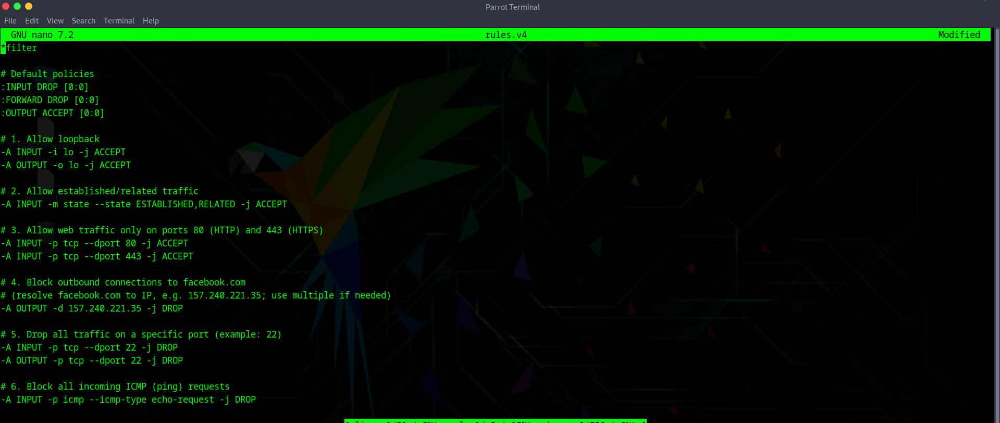 Parrot Terminal
File Edit View Search Terminal Help
GNU nano 7.2 rules.v4 Modified
*filter
# Default policies
:INPUT DROP [0:0]
:FORWARD DROP [0:0]
:OUTPUT ACCEPT [0:0]
# 1. Allow loopback
-A INPUT -i lo -j ACCEPT
-A OUTPUT -o lo -j ACCEPT
# 2. Allow established/related traffic
-A INPUT -m state --state ESTABLISHED,RELATED -j ACCEPT
# 3. Allow web traffic only on ports 80 (HTTP) and 443 (HTTPS)
-A INPUT -p tcp --dport 80 -j ACCEPT
-A INPUT -p tcp --dport 443 -j ACCEPT
# 4. Block outbound connections to facebook.com
# (resolve facebook.com to IP, e.g. 157.240.221.35; use multiple if needed)
-A OUTPUT -d 157.240.221.35 -j DROP
# 5. Drop all traffic on a specific port (example: 22)
-A INPUT -p tcp --dport 22 -j DROP
-A OUTPUT -p tcp --dport 22 -j DROP
# 6. Block all incoming ICMP (ping) requests
-A INPUT -p icmp --icmp-type echo-request -j DROP